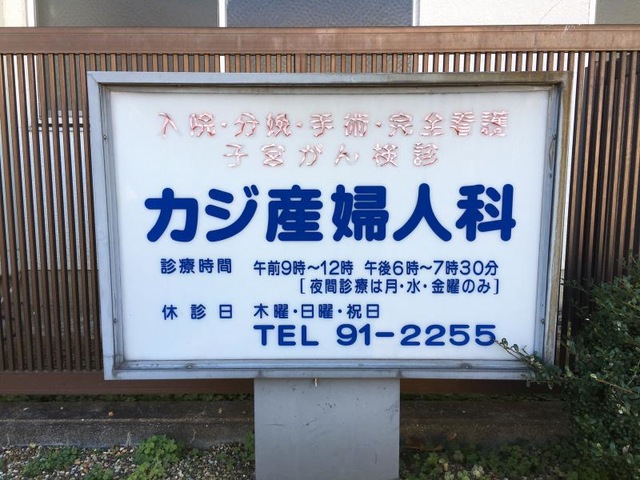 入院・分娩・手術・完全看護
子宮がん検診
カジ産婦人科
診療時間 午前9時〜12時 午後6時〜7時30分
[夜間診療は月・水・金曜のみ]
休診日 木曜・日曜・祝日
TEL 91-2255